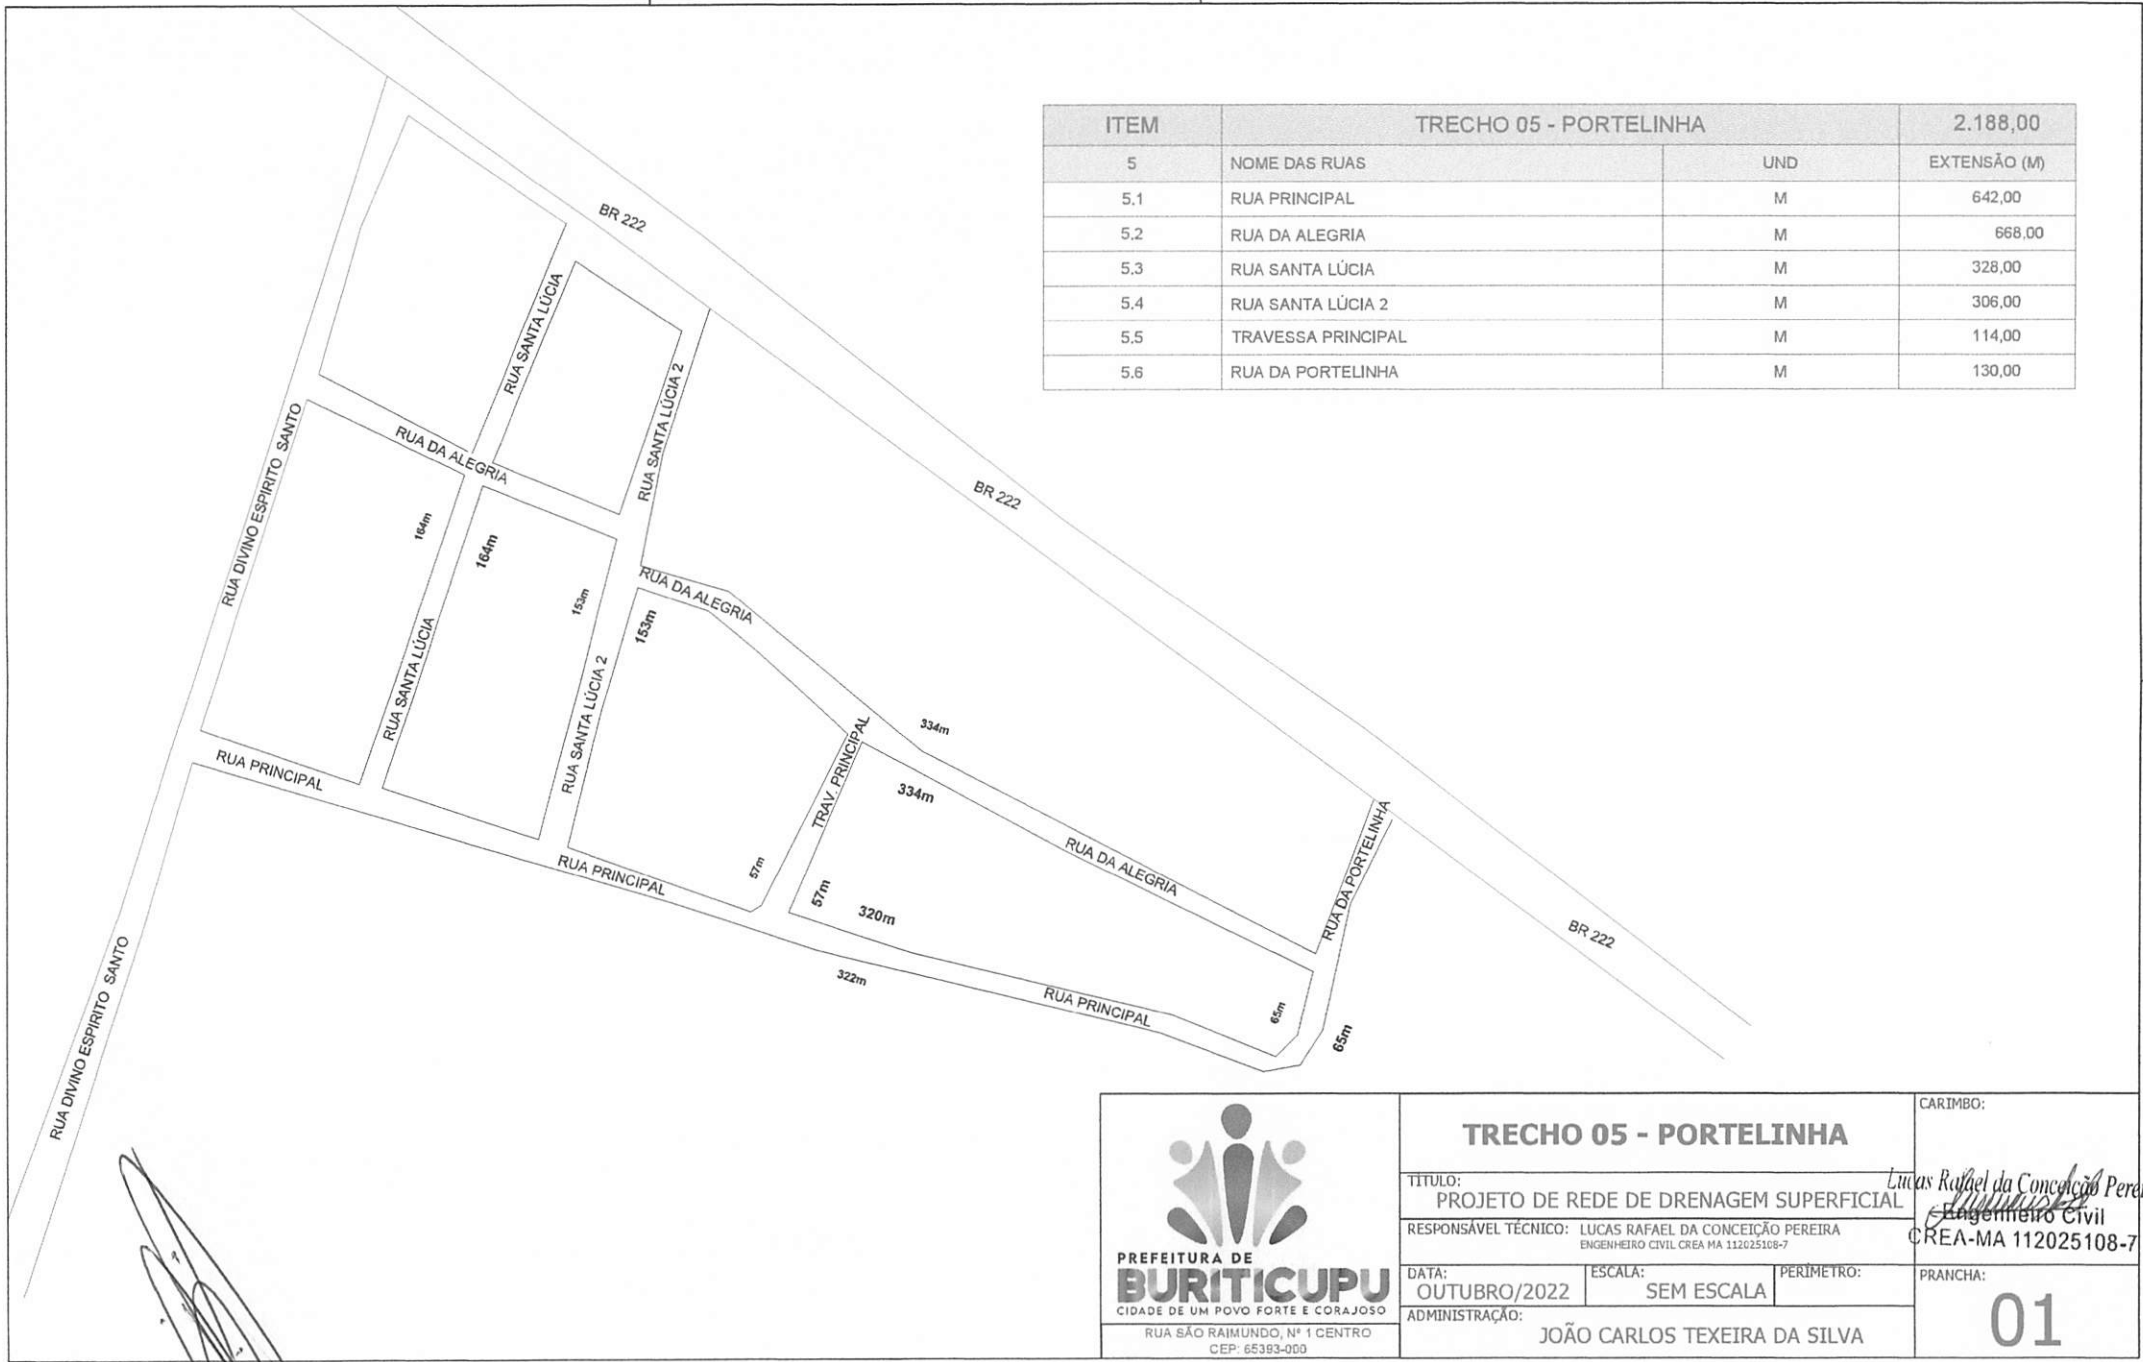 ITEM TRECHO 05 - PORTELINHA 2.188,00
5 NOME DAS RUAS UND EXTENSÃO (M)
5.1 RUA PRINCIPAL M 642,00
5.2 RUA DA ALEGRIA M 668,00
5.3 RUA SANTA LÚCIA M 328,00
5.4 RUA SANTA LÚCIA 2 M 306,00
5.5 TRAVESSA PRINCIPAL M 114,00
5.6 RUA DA PORTELINHA M 130,00
BR 222
RUA SANTA LÚCIA
RUA SANTA LÚCIA 2
RUA DIVINO ESPIRITO SANTO
RUA DA ALEGRIA
BR 222
164m
164m
153m
RUA DA ALEGRIA
153m
RUA SANTA LÚCIA
RUA SANTA LÚCIA 2
RUA PRINCIPAL
334m
TRAV. PRINCIPAL
334m
RUA DA ALEGRIA
RUA DA PORTELINHA
RUA PRINCIPAL
57m
57m
320m
BR 222
322m
RUA PRINCIPAL
65m
65m
RUA DIVINO ESPIRITO SANTO
PREFEITURA DE
BURITICUPU
CIDADE DE UM POVO FORTE E CORAJOSO
RUA SÃO RAIMUNDO, Nº 1 CENTRO
CEP: 65393-000
TRECHO 05 - PORTELINHA
TÍTULO:
PROJETO DE REDE DE DRENAGEM SUPERFICIAL
RESPONSÁVEL TÉCNICO: LUCAS RAFAEL DA CONCEIÇÃO PEREIRA
ENGENHEIRO CIVIL CREA MA 112025108-7
DATA:
OUTUBRO/2022
ESCALA:
SEM ESCALA
PERÍMETRO:
ADMINISTRAÇÃO:
JOÃO CARLOS TEXEIRA DA SILVA
CARIMBO:
Lucas Rafael da Conceição Perei
Engenheiro Civil
CREA-MA 112025108-7
PRANCHA:
01